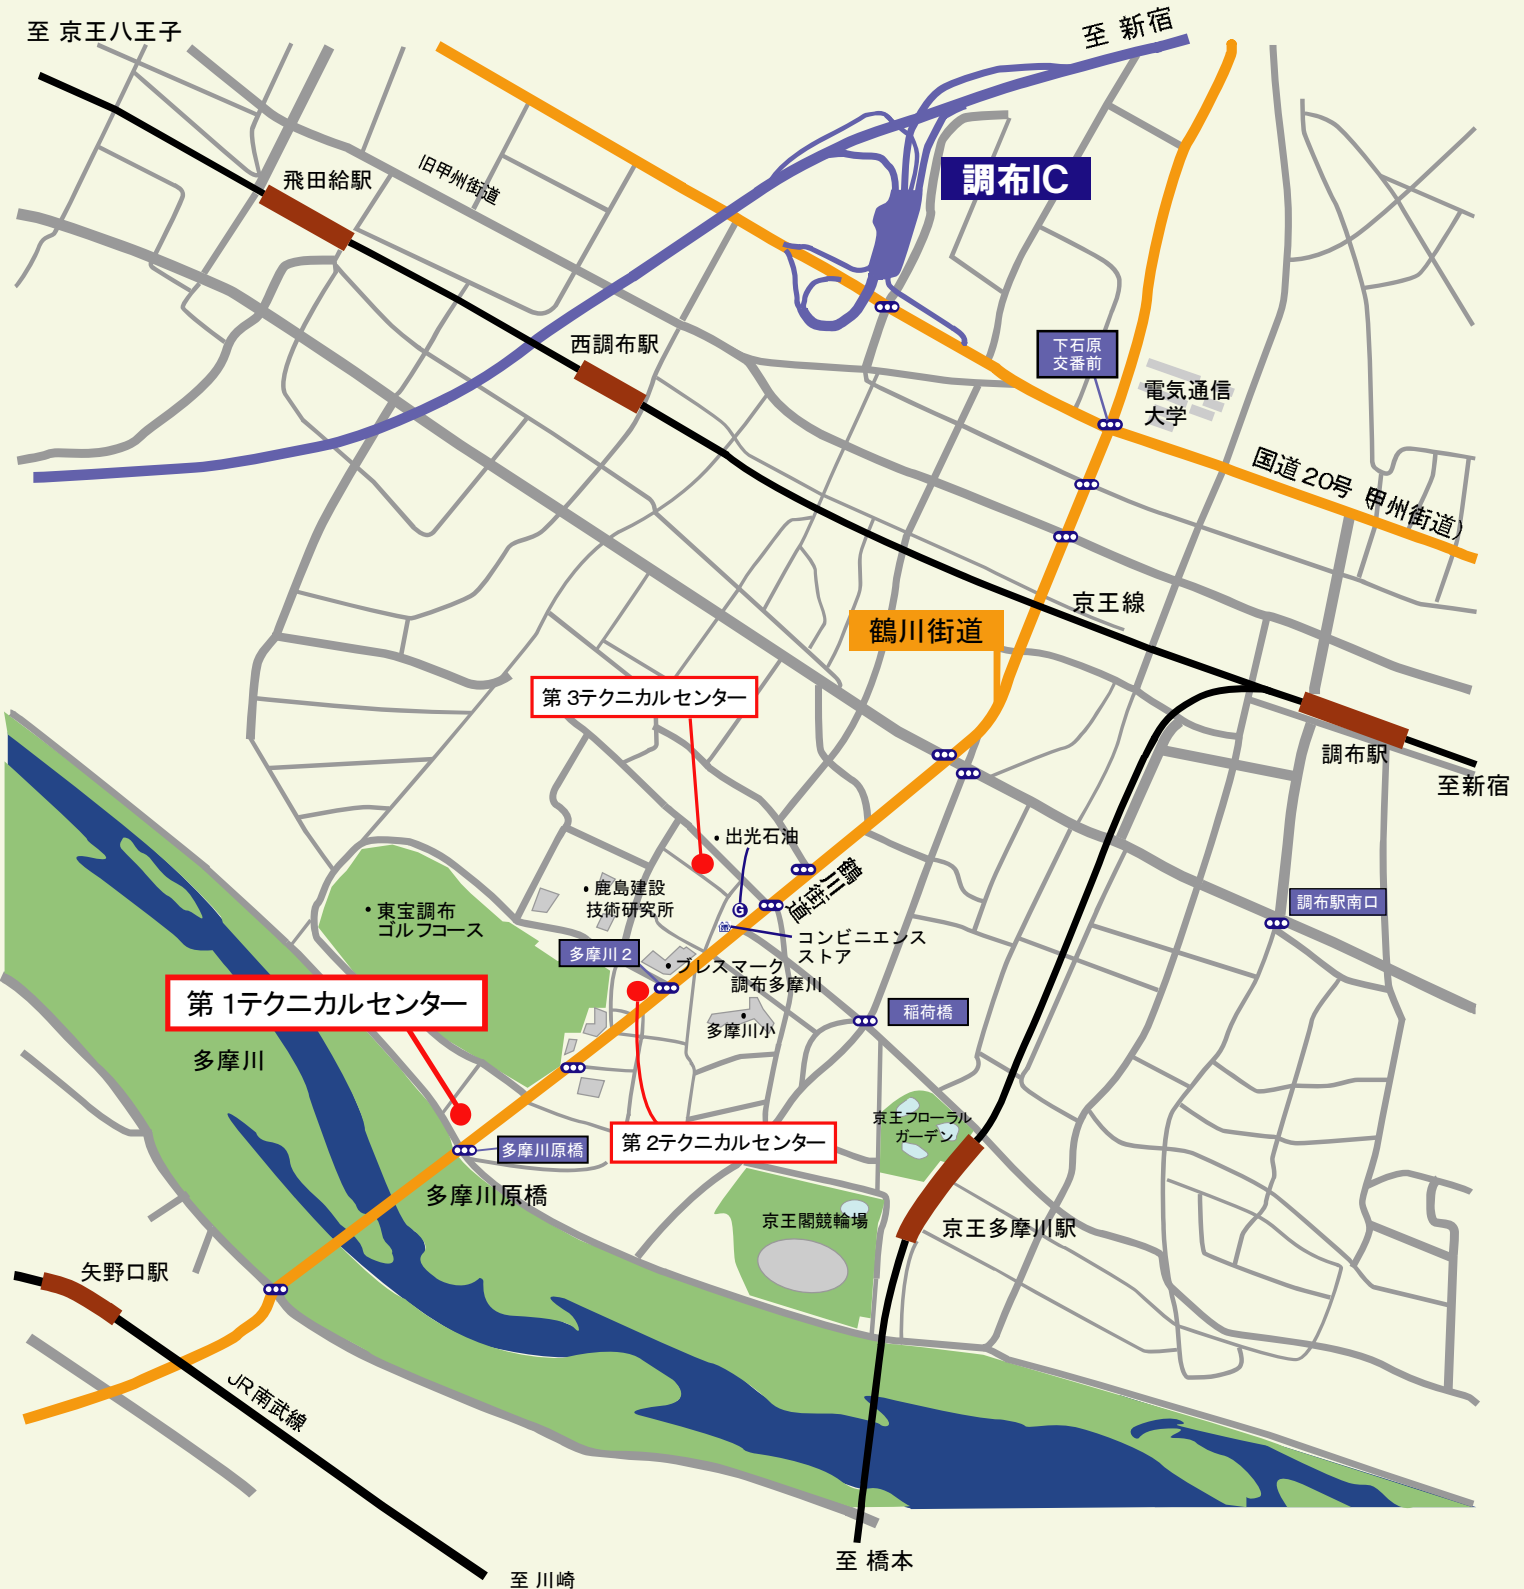 至 新宿
至 京王八王子
飛田給駅
旧甲州街道
調布IC
西調布駅
下石原
交番前
電気通信
大学
国道20号（甲州街道）
京王線
鶴川街道
第3テクニカルセンター
調布駅
至新宿
・出光石油
鶴川街道
・鹿島建設
技術研究所
G
・東宝調布
ゴルフコース
調布駅南口
コンビニエンス
ストア
多摩川2
・ブレスマーク
調布多摩川
第1テクニカルセンター
稲荷橋
多摩川小
多摩川
京王フローラル
ガーデン
第2テクニカルセンター
多摩川原橋
多摩川原橋
京王閣競輪場
京王多摩川駅
矢野口駅
JR南武線
至 橋本
至 川崎